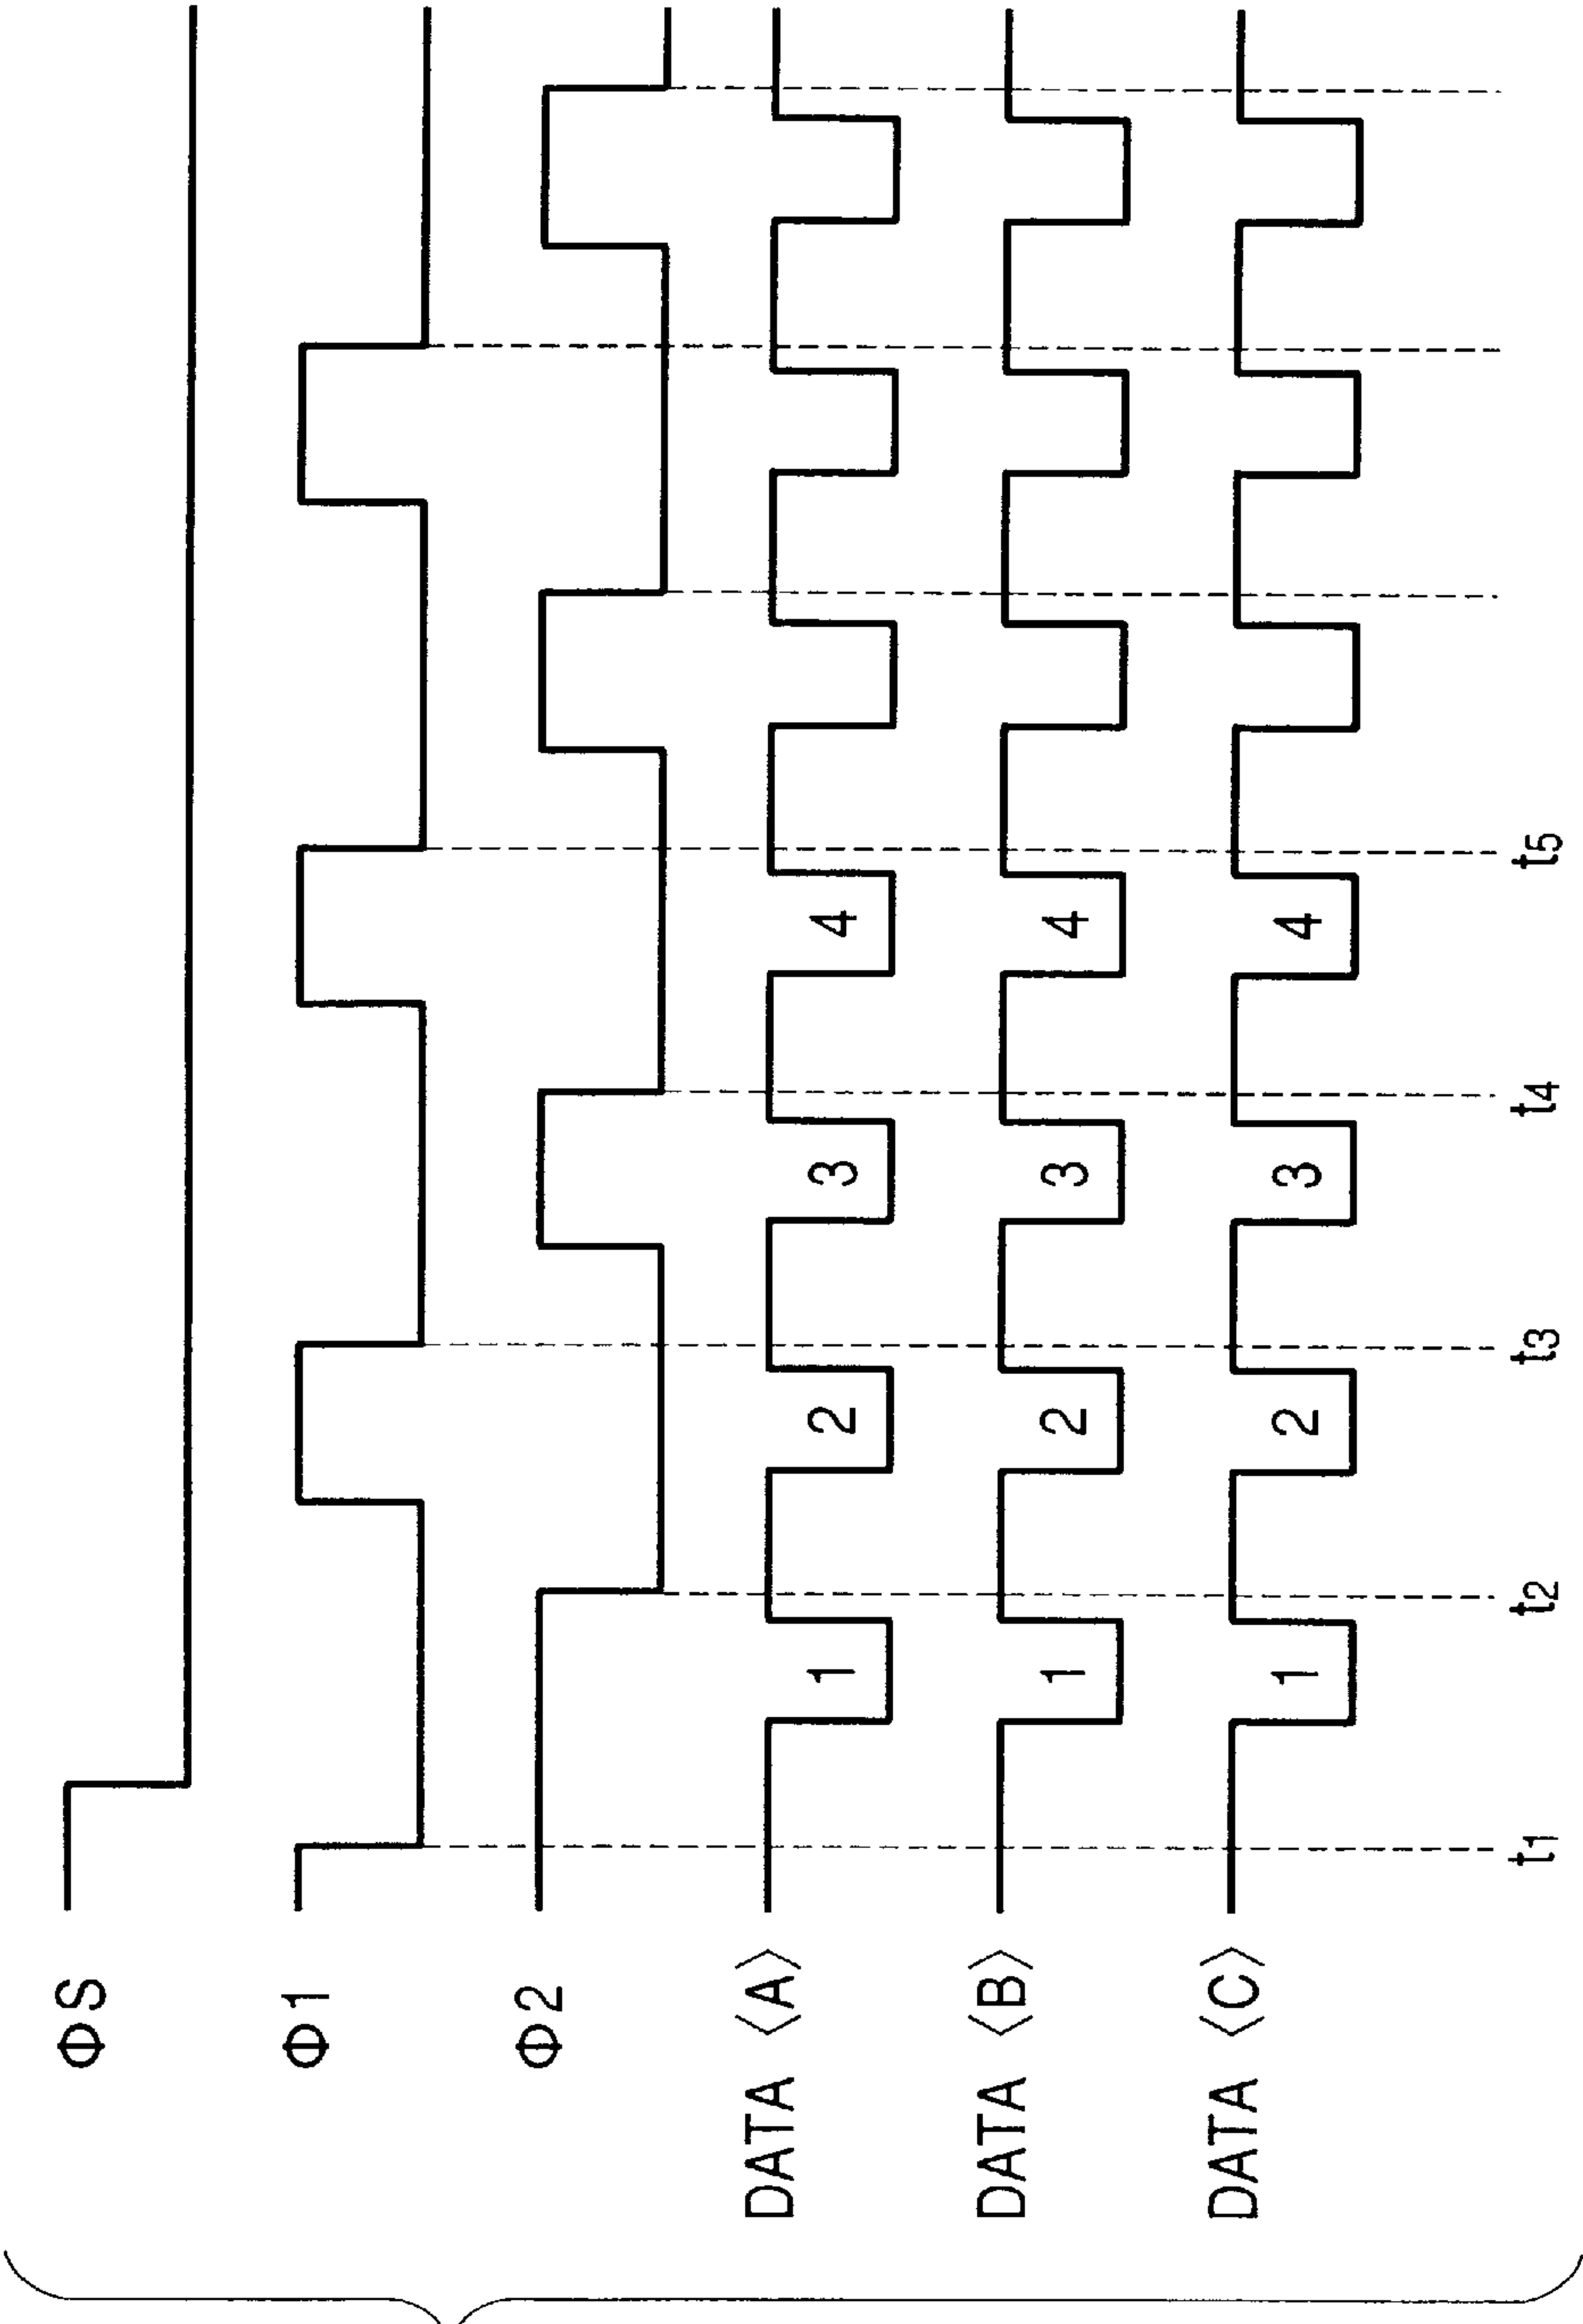 ΦS
Φ1
Φ2
DATA 〈A〉 1 2 3 4
DATA 〈B〉 1 2 3 4
DATA 〈C〉 1 2 3 4
t1 t2 t3 t4 t5